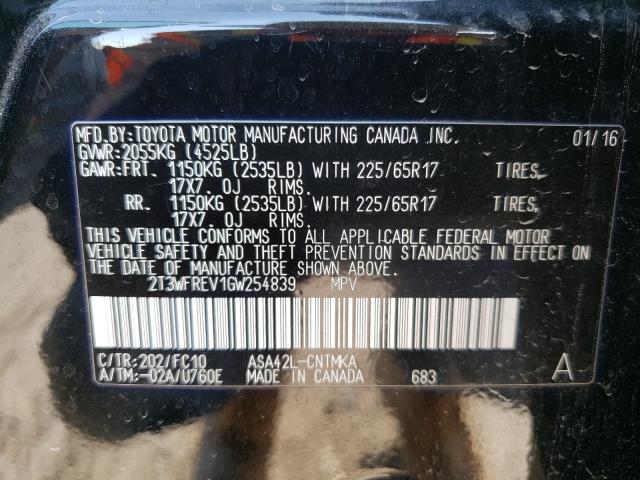 MFD.BY:TOYOTA MOTOR MANUFACTURING CANADA INC. 01/16
GVWR:2055KG (4525LB)
GAWR:FRT. 1150KG (2535LB) WITH 225/65R17 TIRES,
17X7.0J RIMS.
RR. 1150KG (2535LB) WITH 225/65R17 TIRES,
17X7.0J RIMS.
THIS VEHICLE CONFORMS TO ALL APPLICABLE FEDERAL MOTOR
VEHICLE SAFETY AND THEFT PREVENTION STANDARDS IN EFFECT ON
THE DATE OF MANUFACTURE SHOWN ABOVE.
2T3WFREV1GW254839 MPV
C/TR:202/FC10 ASA42L-CNTMKA A
A/TM:-02A/U760E MADE IN CANADA 683